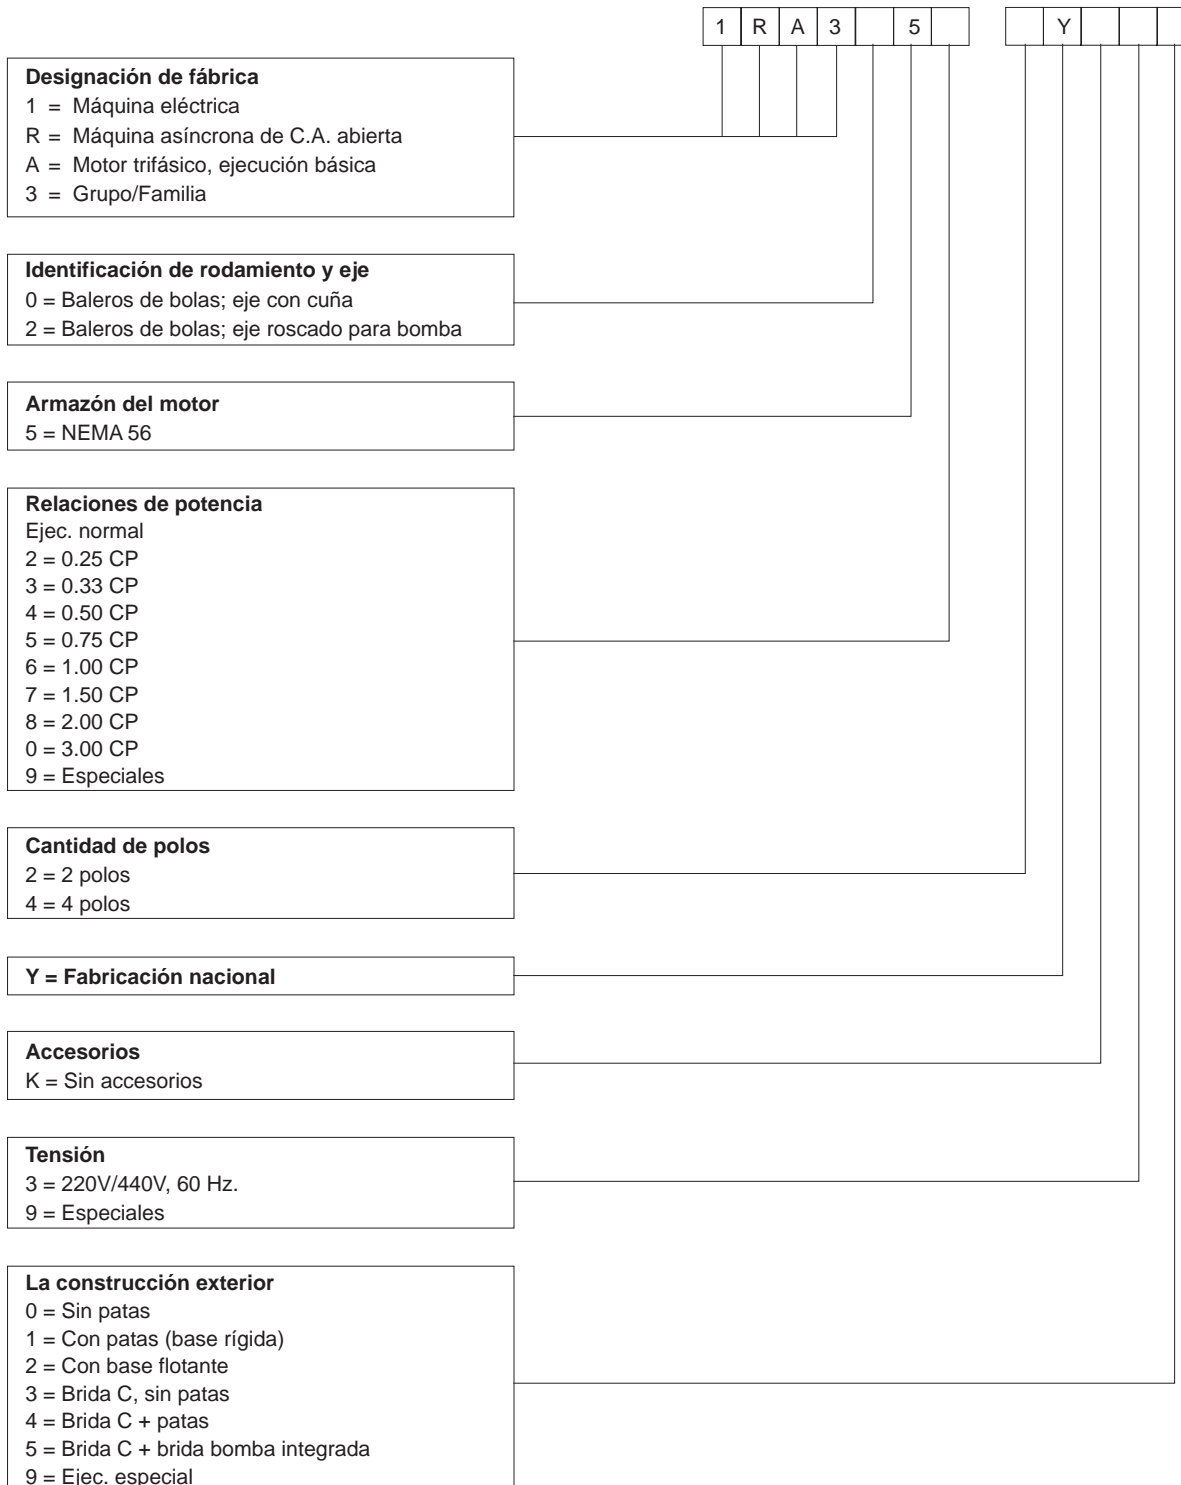 1 R A 3 5 Y
Designación de fábrica
1 = Máquina eléctrica
R = Máquina asíncrona de C.A. abierta
A = Motor trifásico, ejecución básica
3 = Grupo/Familia
Identificación de rodamiento y eje
0 = Baleros de bolas; eje con cuña
2 = Baleros de bolas; eje roscado para bomba
Armazón del motor
5 = NEMA 56
Relaciones de potencia
Ejec. normal
2 = 0.25 CP
3 = 0.33 CP
4 = 0.50 CP
5 = 0.75 CP
6 = 1.00 CP
7 = 1.50 CP
8 = 2.00 CP
0 = 3.00 CP
9 = Especiales
Cantidad de polos
2 = 2 polos
4 = 4 polos
Y = Fabricación nacional
Accesorios
K = Sin accesorios
Tensión
3 = 220V/440V, 60 Hz.
9 = Especiales
La construcción exterior
0 = Sin patas
1 = Con patas (base rígida)
2 = Con base flotante
3 = Brida C, sin patas
4 = Brida C + patas
5 = Brida C + brida bomba integrada
9 = Ejec. especial